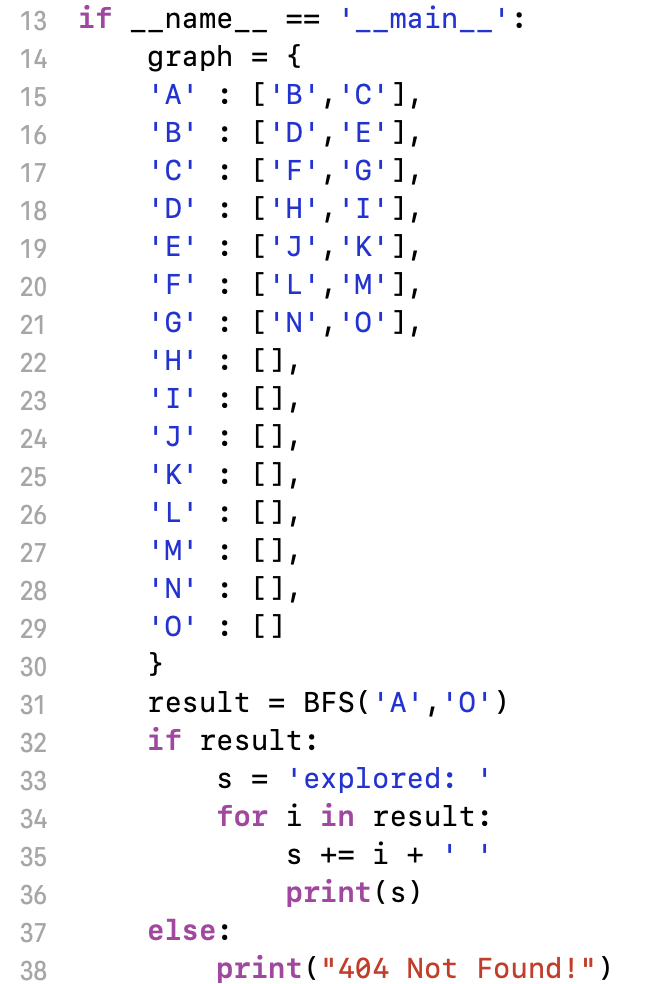 13 if __name__ == '__main__':
14     graph = {
15     'A' : ['B','C'],
16     'B' : ['D','E'],
17     'C' : ['F','G'],
18     'D' : ['H','I'],
19     'E' : ['J','K'],
20     'F' : ['L','M'],
21     'G' : ['N','O'],
22     'H' : [],
23     'I' : [],
24     'J' : [],
25     'K' : [],
26     'L' : [],
27     'M' : [],
28     'N' : [],
29     'O' : []
30     }
31     result = BFS('A','O')
32     if result:
33         s = 'explored: '
34         for i in result:
35             s += i + ' '
36             print(s)
37     else:
38         print("404 Not Found!")